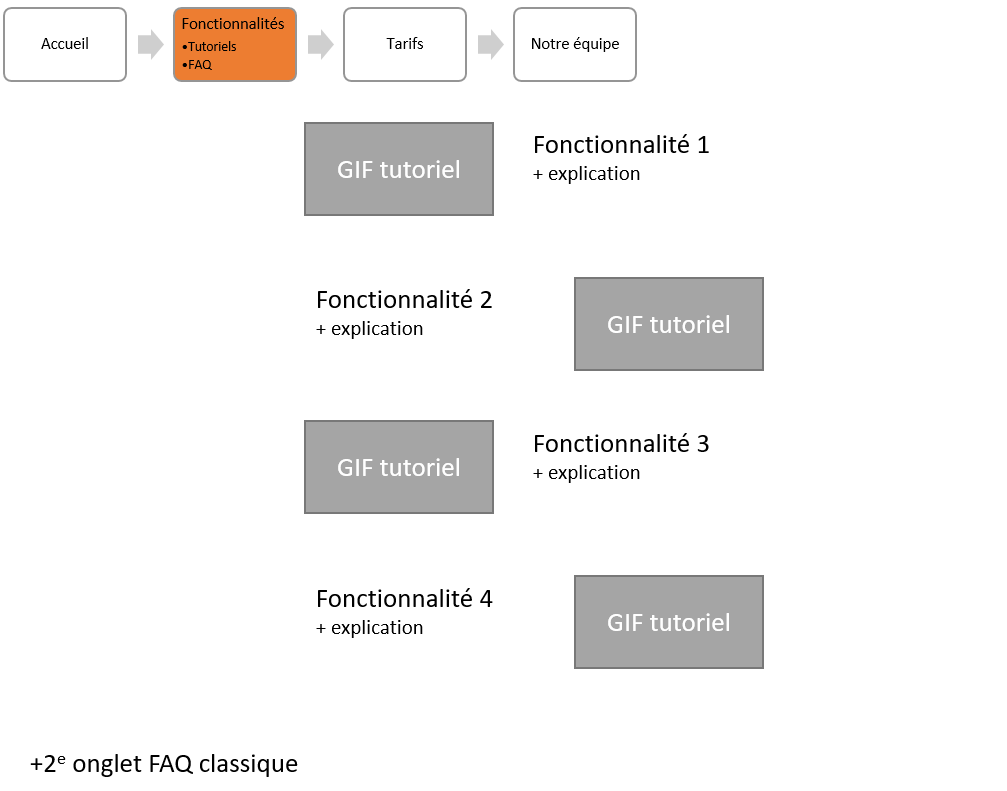 Accueil
Fonctionnalités
•Tutoriels
•FAQ
Tarifs
Notre équipe
GIF tutoriel
Fonctionnalité 1
+ explication
Fonctionnalité 2
+ explication
GIF tutoriel
GIF tutoriel
Fonctionnalité 3
+ explication
Fonctionnalité 4
+ explication
GIF tutoriel
+2e onglet FAQ classique